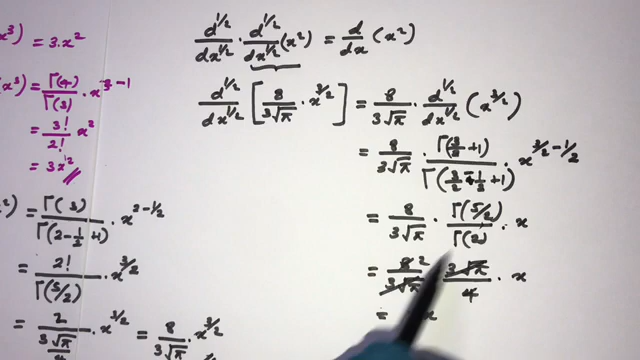 x³) = 3.x²
(x³) = Γ(4)/Γ(3) · x³⁻¹
= 3!/2! x²
= 3x²
²) = Γ(3)/Γ(2-1/2+1) · x^(2-1/2)
= 2!/Γ(5/2) · x^(3/2)
= 2/(3√π/4) · x^(3/2) = 8/(3√π) · x^(3/2)
d^(1/2)/dx^(1/2) · d^(1/2)/dx^(1/2) (x²) = d/dx (x²)
d^(1/2)/dx^(1/2) [8/(3√π) · x^(3/2)] = 8/(3√π) · d^(1/2)/dx^(1/2) (x^(3/2))
= 8/(3√π) · Γ(3/2+1)/Γ(3/2-1/2+1) · x^(3/2-1/2)
= 8/(3√π) · Γ(5/2)/Γ(2) · x
= 8 2/(3√π) 3√π/4 · x
= x